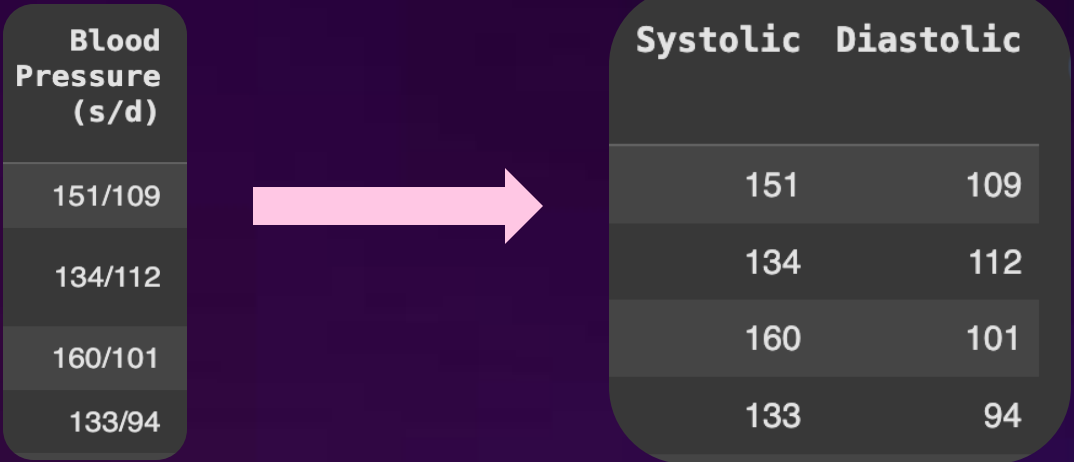 Blood
Pressure
(s/d)
151/109
134/112
160/101
133/94
Systolic Diastolic
151 109
134 112
160 101
133 94